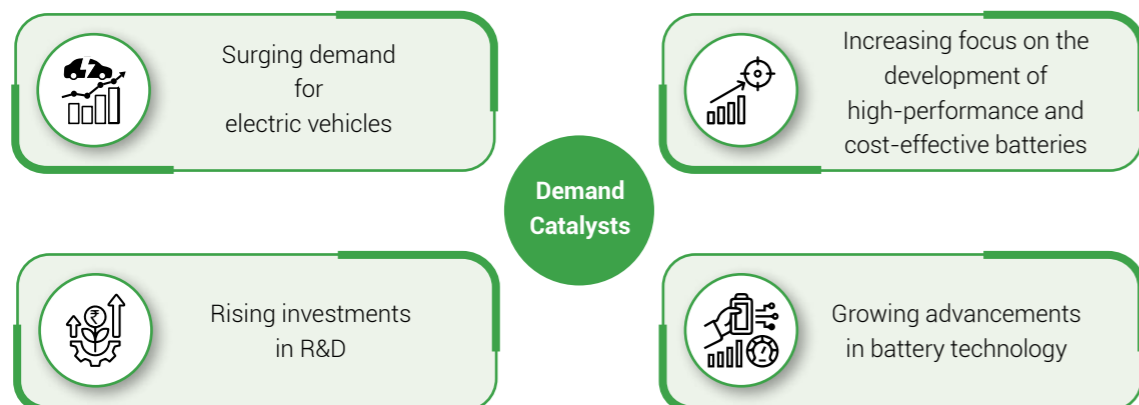 Surging demand
for
electric vehicles
Increasing focus on the
development of
high-performance and
cost-effective batteries
Demand
Catalysts
₹
Rising investments
in R&D
Growing advancements
in battery technology